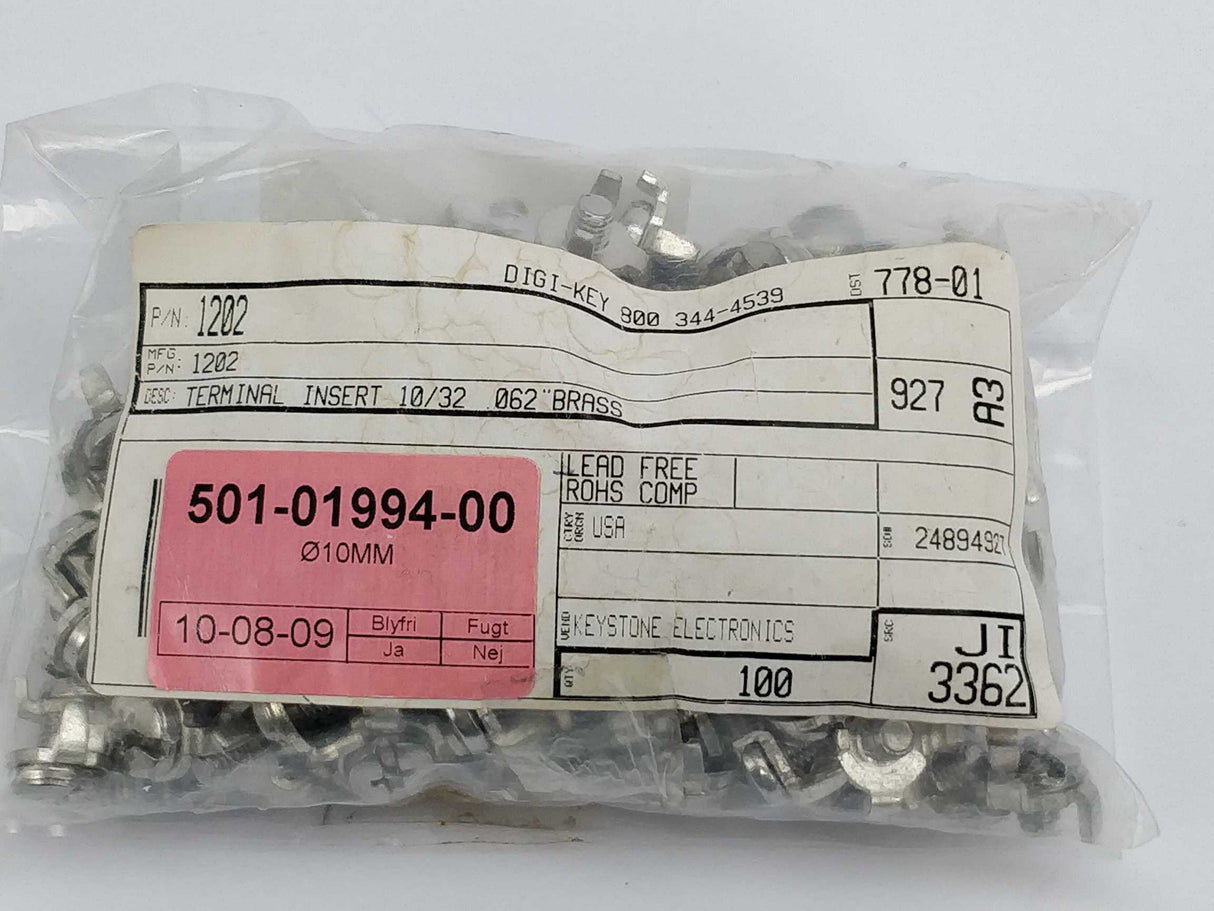 DIGI-KEY 800 344-4539
DST 778-01
P/N: 1202
MFG. P/N: 1202
927 A3
DESC: TERMINAL INSERT 10/32 062"BRASS
501-01994-00
Ø10MM
10-08-09
Blyfri Fugt
Ja Nej
LEAD FREE
ROHS COMP
CTRY ORGN USA
24894927
VEND KEYSTONE ELECTRONICS
SRC JI
3362
QTY 100